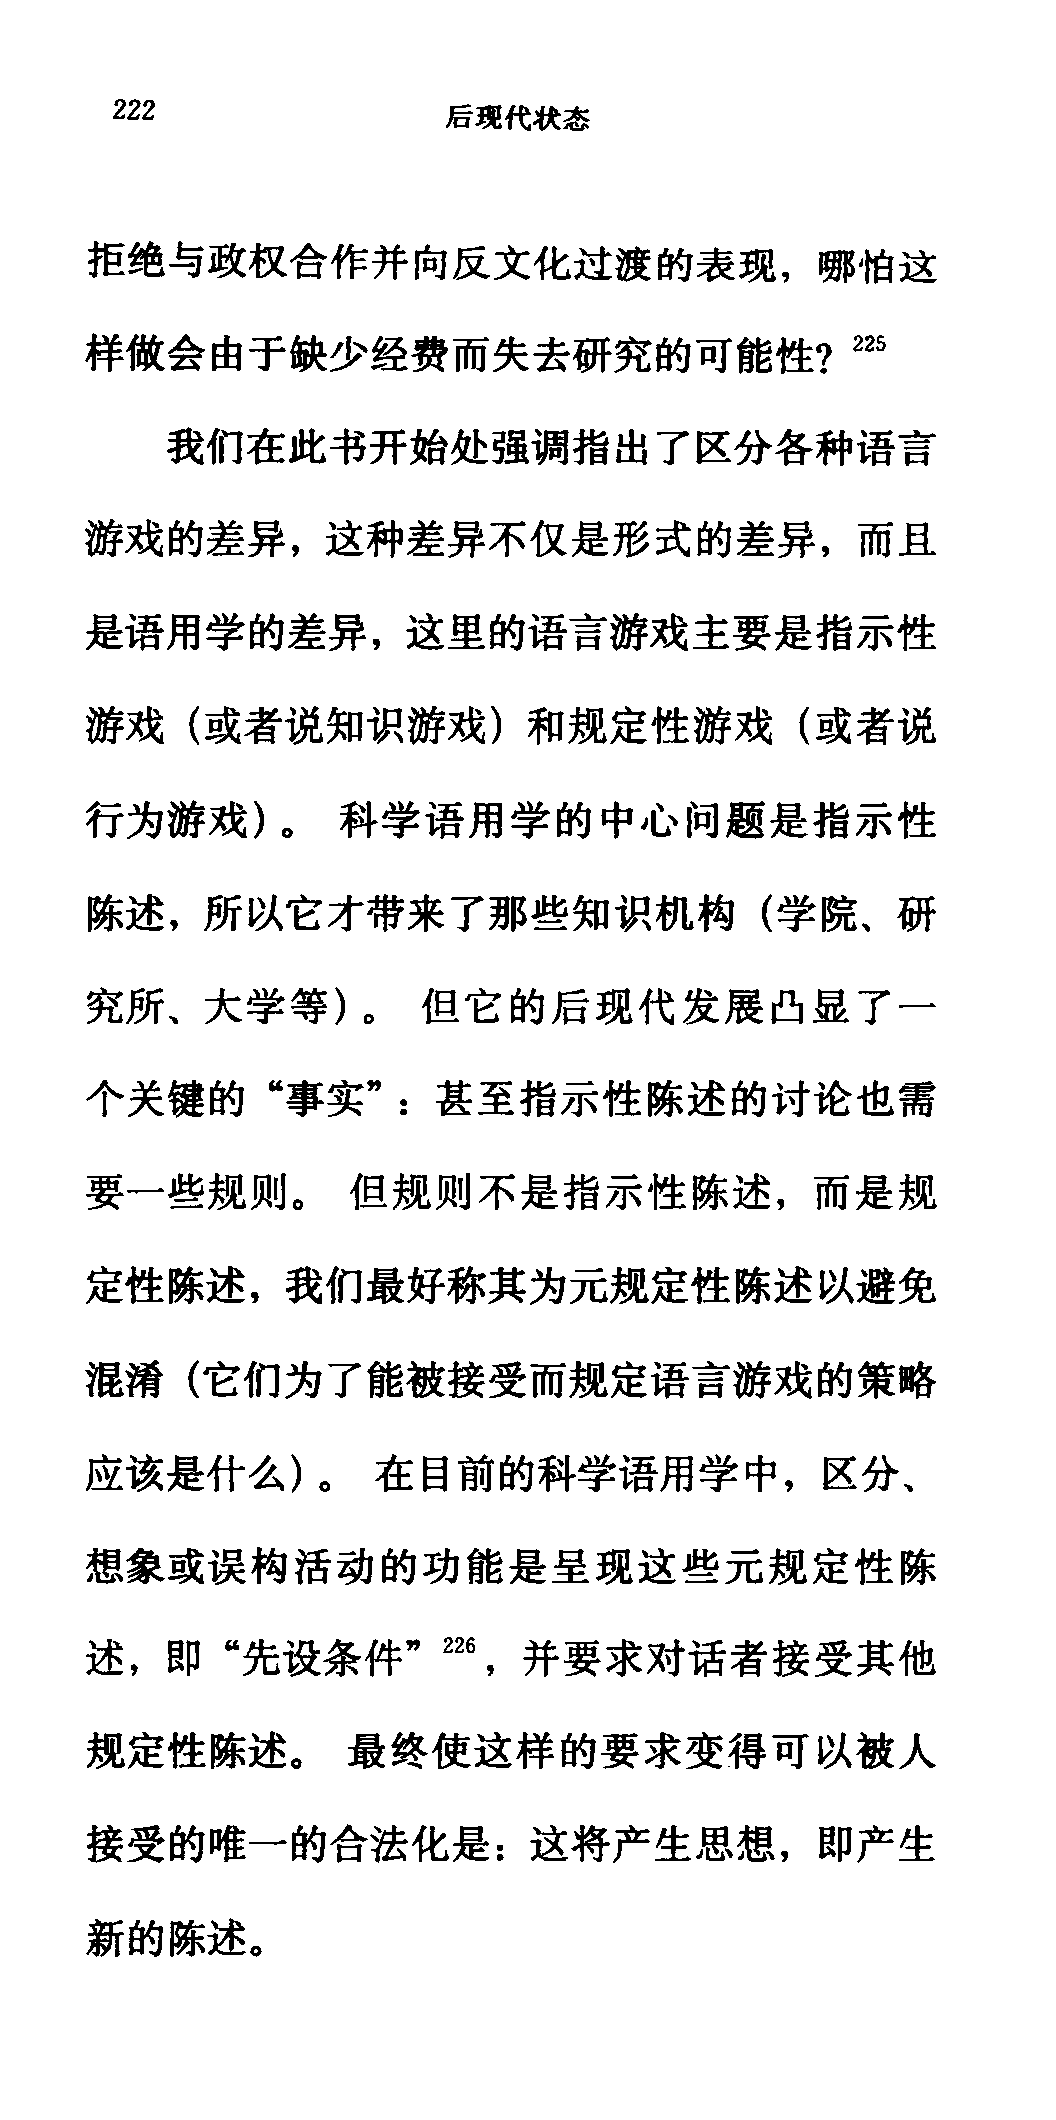 222
后现代状态
拒绝与政权合作并向反文化过渡的表现，哪怕这
样做会由于缺少经费而失去研究的可能性？225
我们在此书开始处强调指出了区分各种语言
游戏的差异，这种差异不仅是形式的差异，而且
是语用学的差异，这里的语言游戏主要是指示性
游戏（或者说知识游戏）和规定性游戏（或者说
行为游戏）。 科学语用学的中心问题是指示性
陈述，所以它才带来了那些知识机构（学院、研
究所、大学等）。 但它的后现代发展凸显了一
个关键的“事实”：甚至指示性陈述的讨论也需
要一些规则。 但规则不是指示性陈述，而是规
定性陈述，我们最好称其为元规定性陈述以避免
混淆（它们为了能被接受而规定语言游戏的策略
应该是什么）。 在目前的科学语用学中，区分、
想象或误构活动的功能是呈现这些元规定性陈
述，即“先设条件”226，并要求对话者接受其他
规定性陈述。 最终使这样的要求变得可以被人
接受的唯一的合法化是：这将产生思想，即产生
新的陈述。